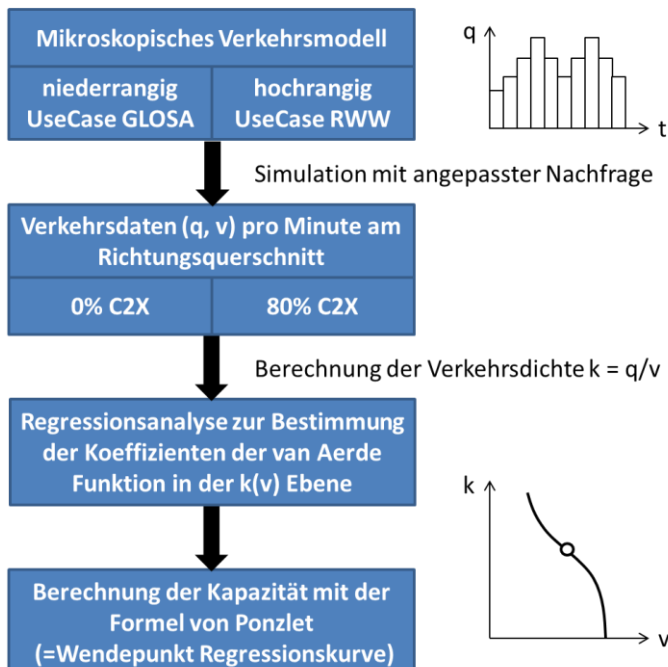 Mikroskopisches Verkehrsmodell
niederrangig
UseCase GLOSA
hochrangig
UseCase RWW
q
t
Simulation mit angepasster Nachfrage
Verkehrsdaten (q, v) pro Minute am
Richtungsquerschnitt
0% C2X
80% C2X
Berechnung der Verkehrsdichte k = q/v
Regressionsanalyse zur Bestimmung
der Koeffizienten der van Aerde
Funktion in der k(v) Ebene
k
v
Berechnung der Kapazität mit der
Formel von Ponzlet
(=Wendepunkt Regressionskurve)